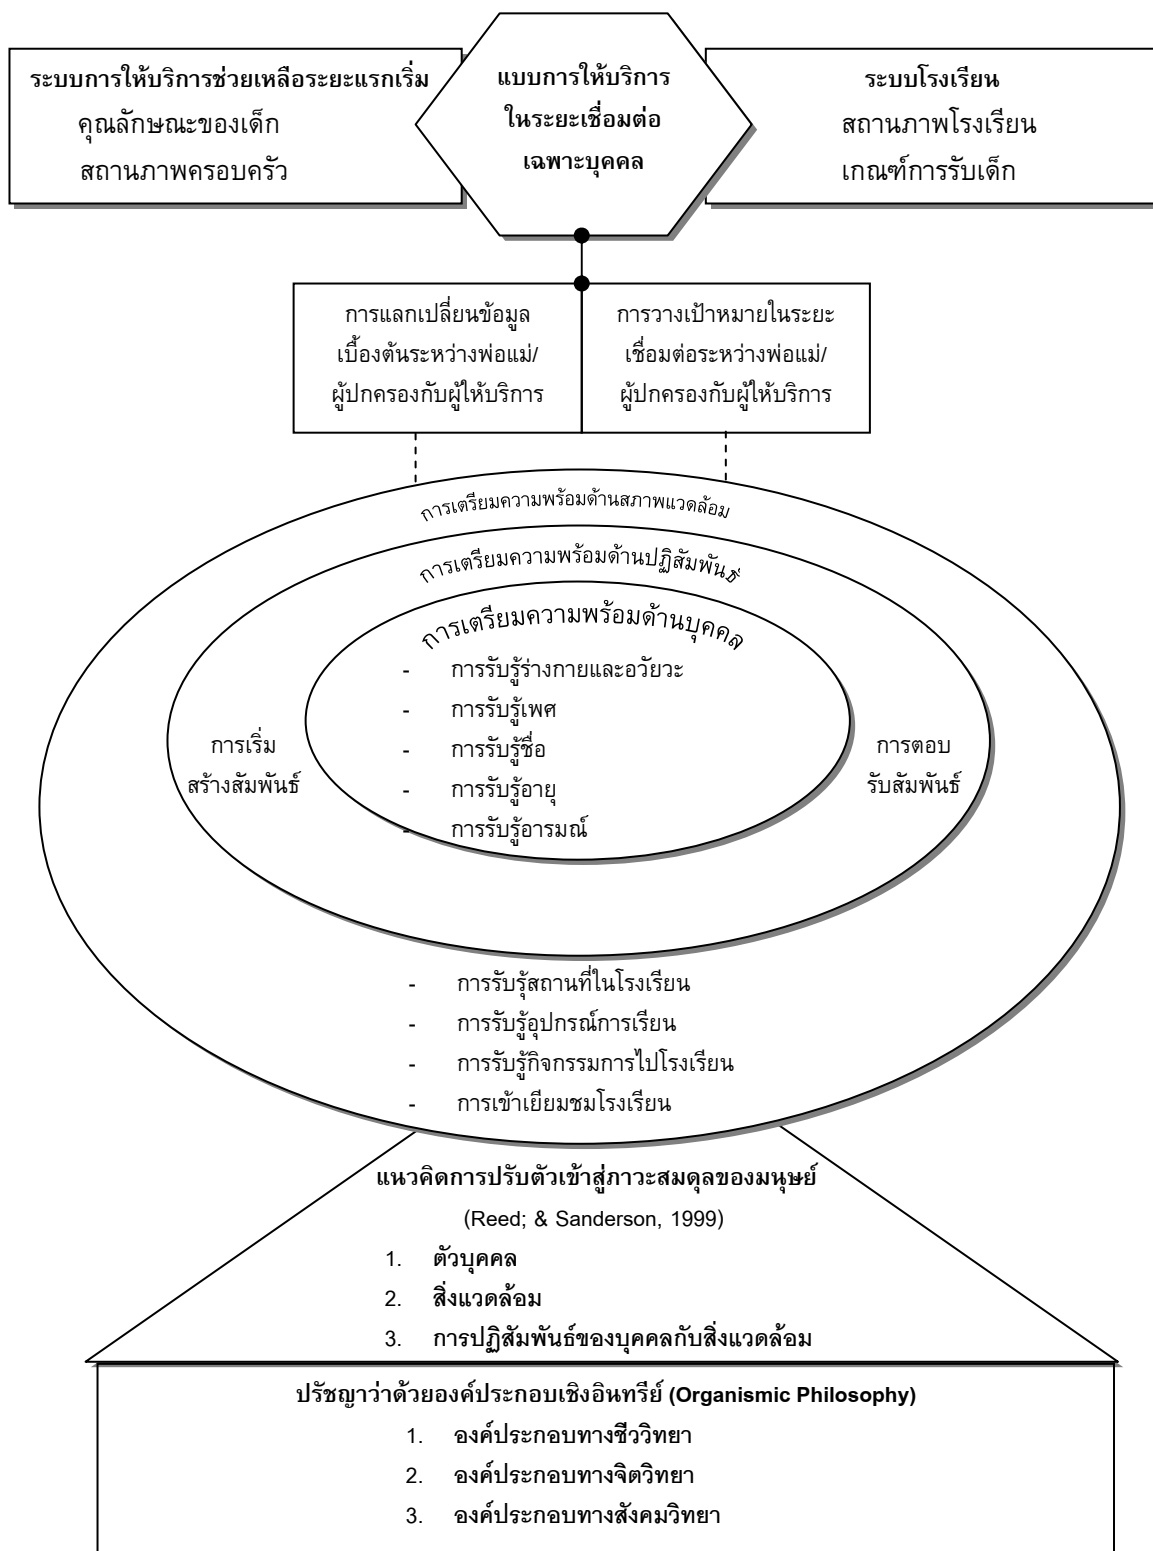 ระบบการให้บริการช่วยเหลือระยะแรกเริ่ม
คุณลักษณะของเด็ก
สถานภาพครอบครัว
แบบการให้บริการ
ในระยะเชื่อมต่อ
เฉพาะบุคคล
ระบบโรงเรียน
สถานภาพโรงเรียน
เกณฑ์การรับเด็ก
การแลกเปลี่ยนข้อมูล
เบื้องต้นระหว่างพ่อแม่/
ผู้ปกครองกับผู้ให้บริการ
การวางเป้าหมายในระยะ
เชื่อมต่อระหว่างพ่อแม่/
ผู้ปกครองกับผู้ให้บริการ
การเตรียมความพร้อมด้านสภาพแวดล้อม
การเตรียมความพร้อมด้านปฏิสัมพันธ์
การเตรียมความพร้อมด้านบุคคล
- การรับรู้ร่างกายและอวัยวะ
- การรับรู้เพศ
- การรับรู้ชื่อ
- การรับรู้อายุ
- การรับรู้อารมณ์
การเริ่ม
สร้างสัมพันธ์
การตอบ
รับสัมพันธ์
- การรับรุ้สถานที่ในโรงเรียน
- การรับรู้อุปกรณ์การเรียน
- การรับรู้กิจกรรมการไปโรงเรียน
- การเข้าเยียมชมโรงเรียน
แนวคิดการปรับตัวเข้าสู่ภาวะสมดุลของมนุษย์
(Reed; & Sanderson, 1999)
1. ตัวบุคคล
2. สิ่งแวดล้อม
3. การปฏิสัมพันธ์ของบุคคลกับสิ่งแวดล้อม
ปรัชญาว่าด้วยองค์ประกอบเชิงอินทรีย์ (Organismic Philosophy)
1. องค์ประกอบทางชีววิทยา
2. องค์ประกอบทางจิตวิทยา
3. องค์ประกอบทางสังคมวิทยา